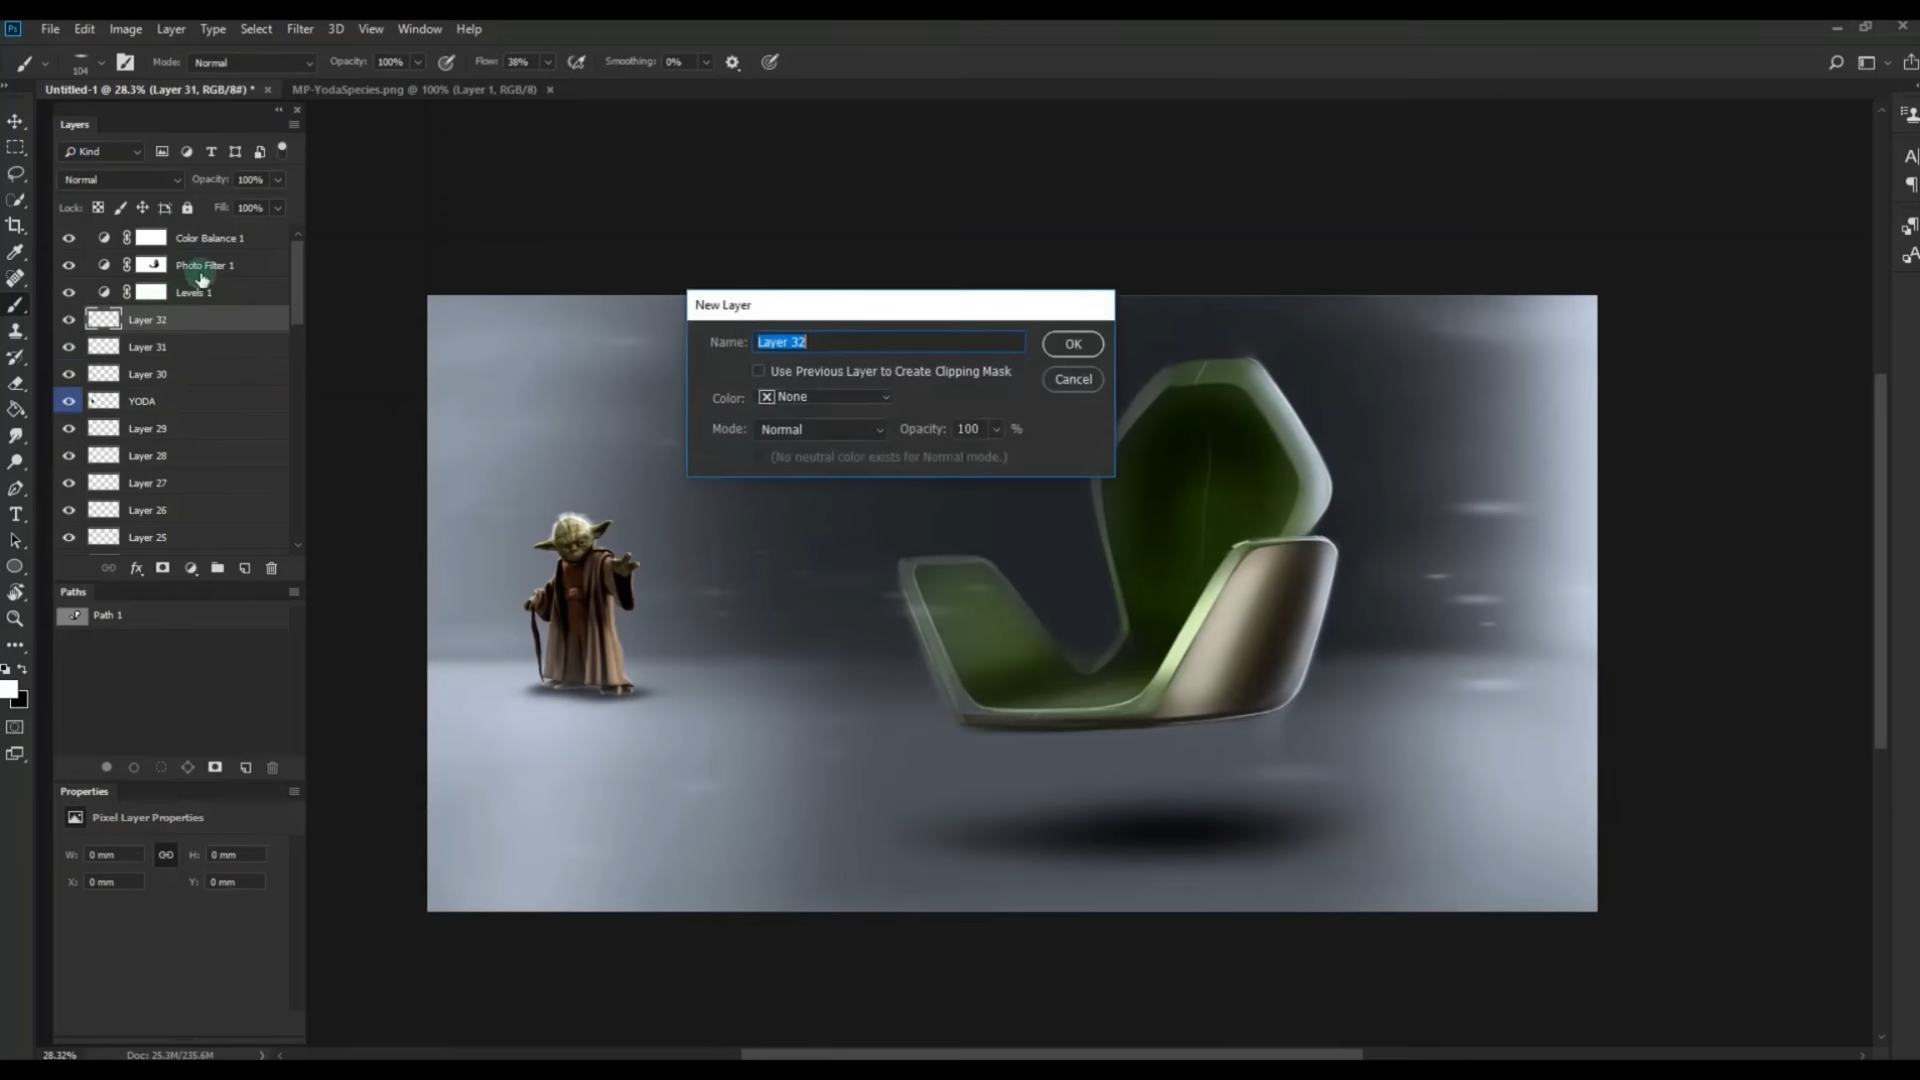 Ps File Edit Image Layer Type Select Filter 3D View Window Help
104 Mode: Normal Opacity: 100% Flow: 38% Smoothing: 0%
Untitled-1 @ 28.3% (Layer 31, RGB/8#) * × MP-YodaSpecies.png @ 100% (Layer 1, RGB/8) ×
Layers
Kind
Normal Opacity: 100%
Lock: Fill: 100%
Color Balance 1
Photo Filter 1
Levels 1
Layer 32
Layer 31
Layer 30
YODA
Layer 29
Layer 28
Layer 27
Layer 26
Layer 25
fx
Paths
Path 1
Properties
Pixel Layer Properties
W: 0 mm H: 0 mm
X: 0 mm Y: 0 mm
28.32% Doc: 25.3M/235.6M
New Layer
Name: Layer 32 OK
Use Previous Layer to Create Clipping Mask
Cancel
Color: None
Mode: Normal Opacity: 100 %
(No neutral color exists for Normal mode.)